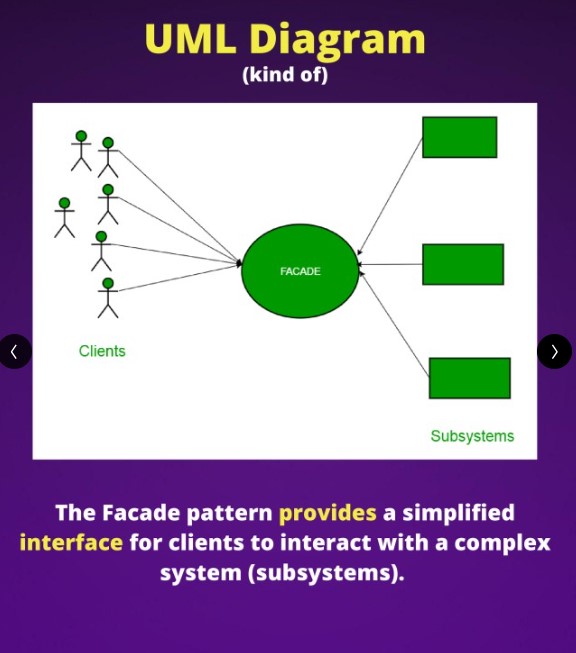 UML Diagram
(kind of)
FACADE
Clients
Subsystems
The Facade pattern provides a simplified
interface for clients to interact with a complex
system (subsystems).